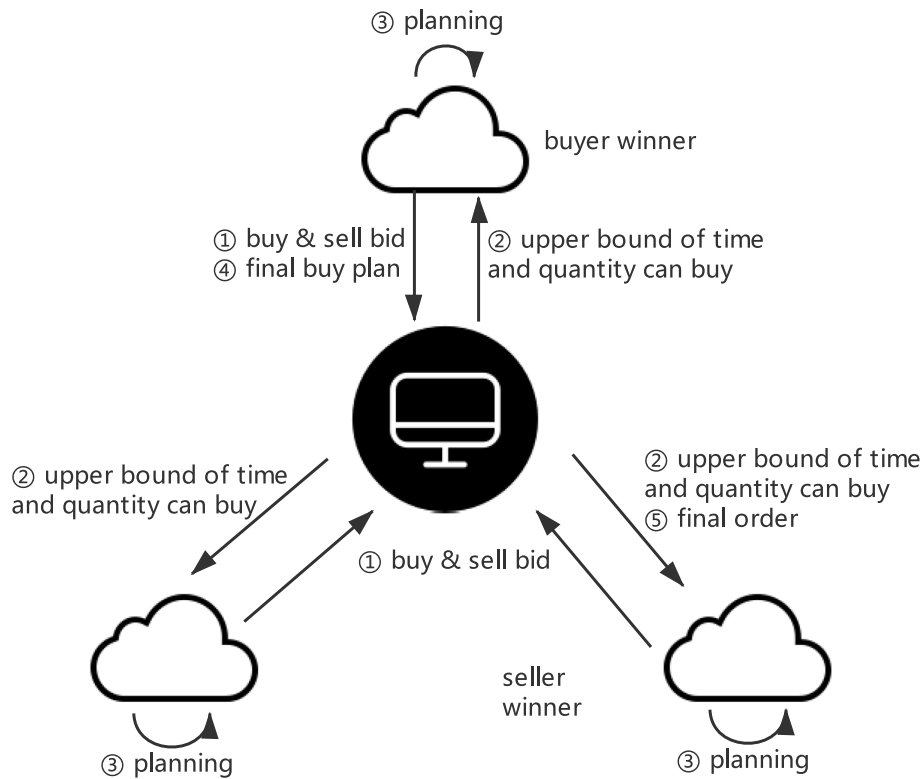 ③ planning
buyer winner
① buy & sell bid
④ final buy plan
② upper bound of time
and quantity can buy
② upper bound of time
and quantity can buy
② upper bound of time
and quantity can buy
⑤ final order
① buy & sell bid
seller
winner
③ planning
③ planning